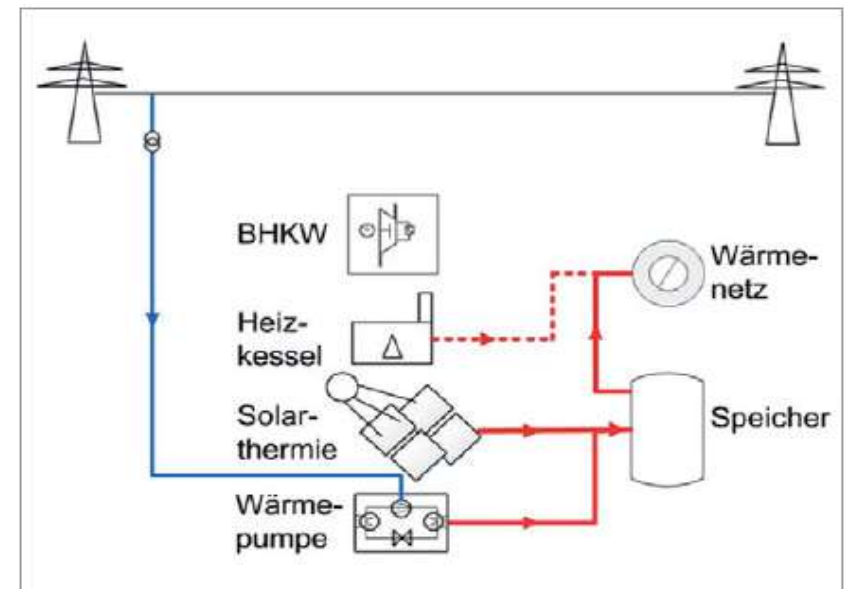 BHKW
Wärme-
netz
Heiz-
kessel
Solar-
thermie
Speicher
Wärme-
pumpe